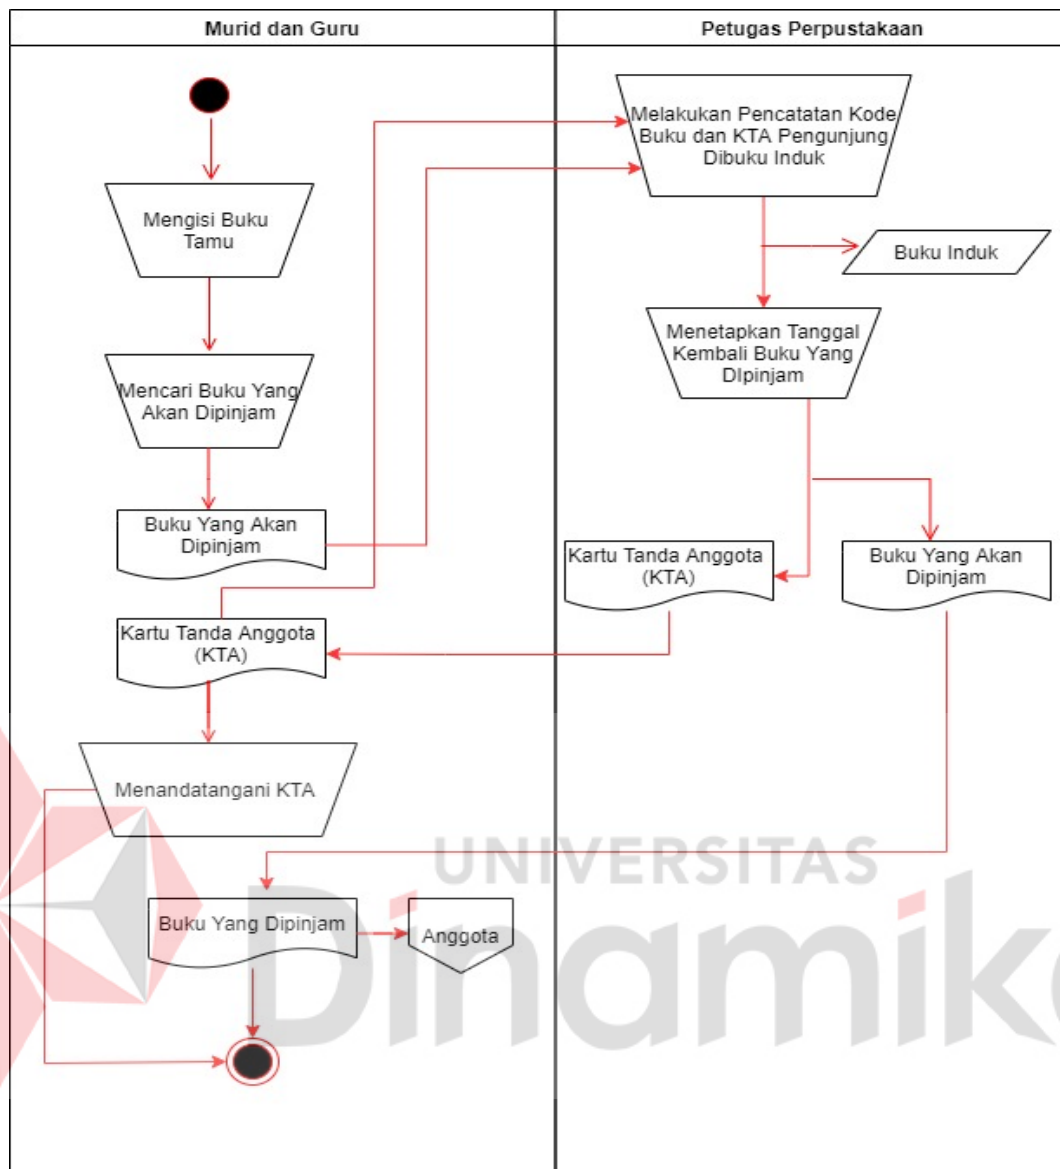 Murid dan Guru
Petugas Perpustakaan
Mengisi Buku
Tamu
Mencari Buku Yang
Akan Dipinjam
Buku Yang Akan
Dipinjam
Kartu Tanda Anggota
(KTA)
Menandatangani KTA
Buku Yang Dipinjam
Anggota
Melakukan Pencatatan Kode
Buku dan KTA Pengunjung
Dibuku Induk
Buku Induk
Menetapkan Tanggal
Kembali Buku Yang
DIpinjam
Kartu Tanda Anggota
(KTA)
Buku Yang Akan
Dipinjam
UNIVERSITAS
Dinamika